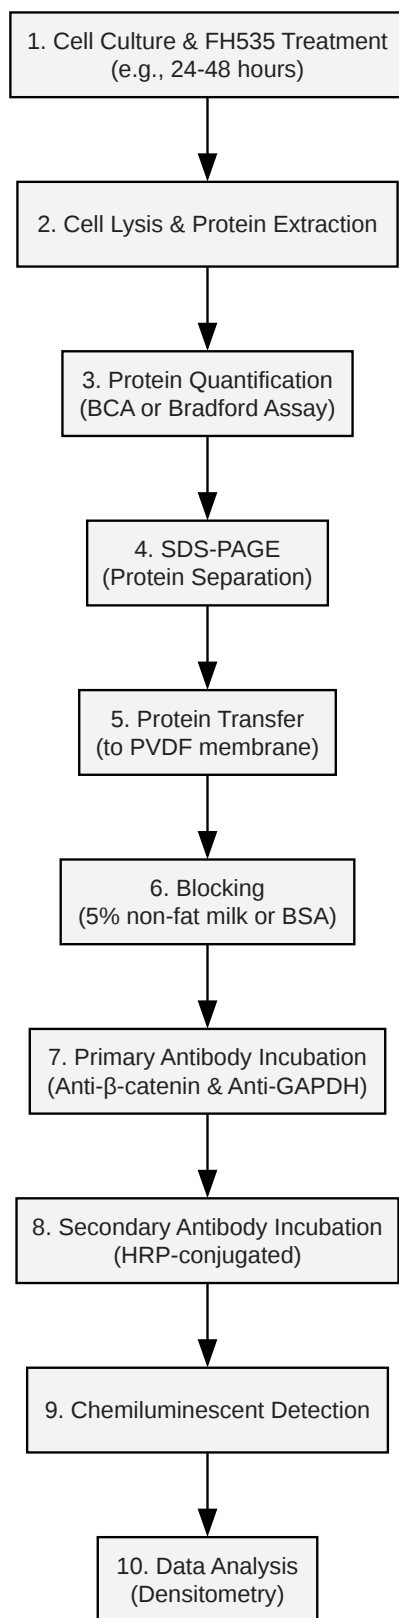 1. Cell Culture & FH535 Treatment
(e.g., 24-48 hours)
2. Cell Lysis & Protein Extraction
3. Protein Quantification
(BCA or Bradford Assay)
4. SDS-PAGE
(Protein Separation)
5. Protein Transfer
(to PVDF membrane)
6. Blocking
(5% non-fat milk or BSA)
7. Primary Antibody Incubation
(Anti-β-catenin & Anti-GAPDH)
8. Secondary Antibody Incubation
(HRP-conjugated)
9. Chemiluminescent Detection
10. Data Analysis
(Densitometry)